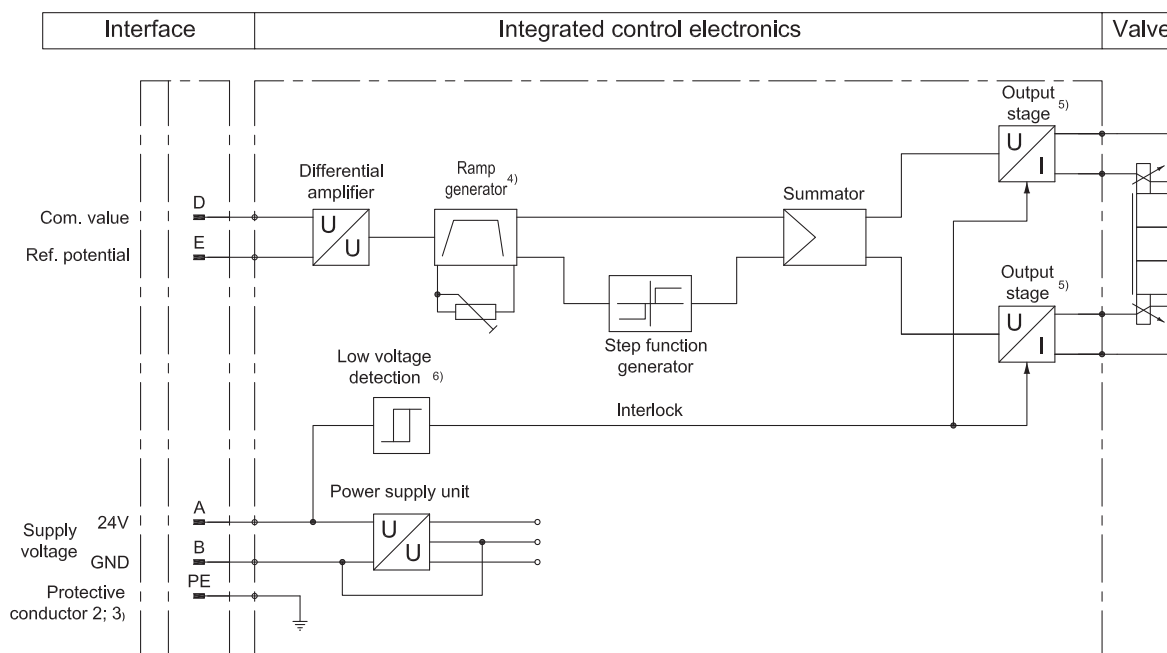 Interface
Integrated control electronics
Valve
Output
stage 5)
U
I
Differential
amplifier
Ramp
generator 4)
Summator
D
Com. value
U
U
E
Ref. potential
Output
stage 5)
U
I
Step function
generator
Low voltage
detection 6)
Interlock
Power supply unit
A
24V
U
U
Supply
voltage
B
GND
PE
Protective
conductor 2; 3)